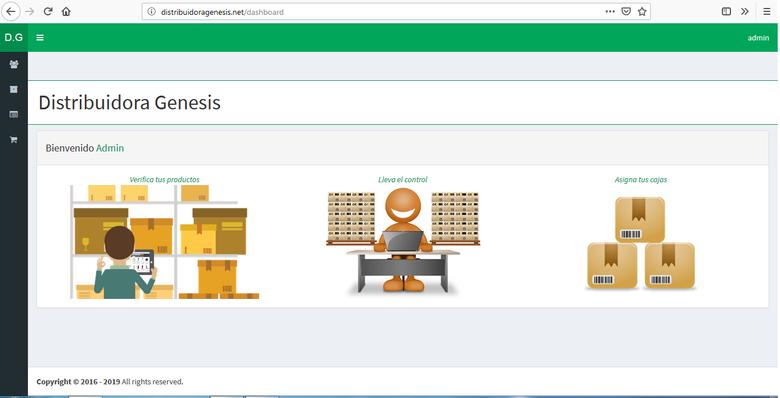 distribuidoragenesis.net/dashboard
D.G
admin
Distribuidora Genesis
Bienvenido Admin
Verifica tus productos
Lleva el control
Asigna tus cajas
Copyright © 2016 - 2019 All rights reserved.